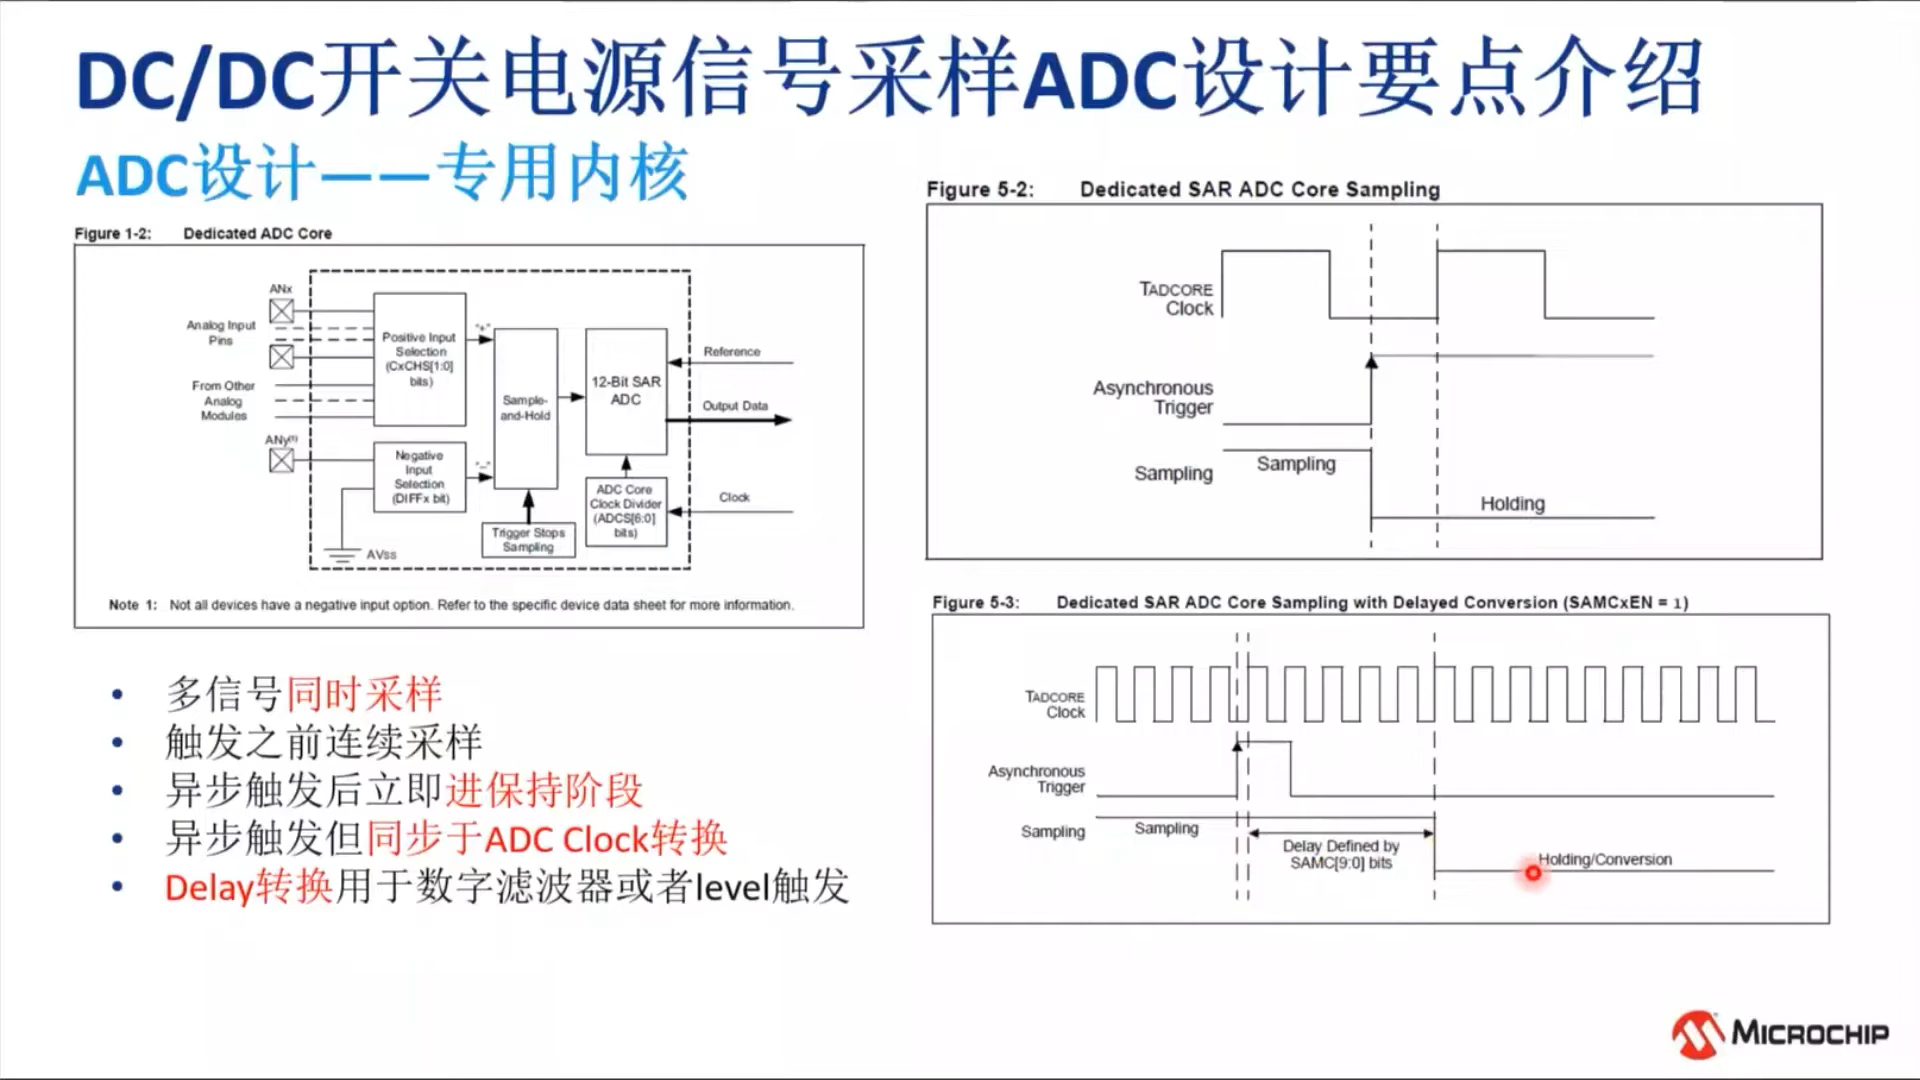 DC/DC开关电源信号采样ADC设计要点介绍
ADC设计——专用内核
Figure 1-2: Dedicated ADC Core
ANx
Analog Input
Pins
From Other
Analog
Modules
ANy(1)
Positive Input
Selection
(CxCHS[1:0]
bits)
Negative
Input
Selection
(DIFFx bit)
AVSS
"+"
"–"
Sample-
and-Hold
Trigger Stops
Sampling
12-Bit SAR
ADC
ADC Core
Clock Divider
(ADCS[6:0]
bits)
Reference
Output Data
Clock
Note 1: Not all devices have a negative input option. Refer to the specific device data sheet for more information.
• 多信号同时采样
• 触发之前连续采样
• 异步触发后立即进保持阶段
• 异步触发但同步于ADC Clock转换
• Delay转换用于数字滤波器或者level触发
Figure 5-2: Dedicated SAR ADC Core Sampling
TADCORE
Clock
Asynchronous
Trigger
Sampling
Sampling
Holding
Figure 5-3: Dedicated SAR ADC Core Sampling with Delayed Conversion (SAMCxEN = 1)
TADCORE
Clock
Asynchronous
Trigger
Sampling
Sampling
Delay Defined by
SAMC[9:0] bits
Holding/Conversion
MICROCHIP